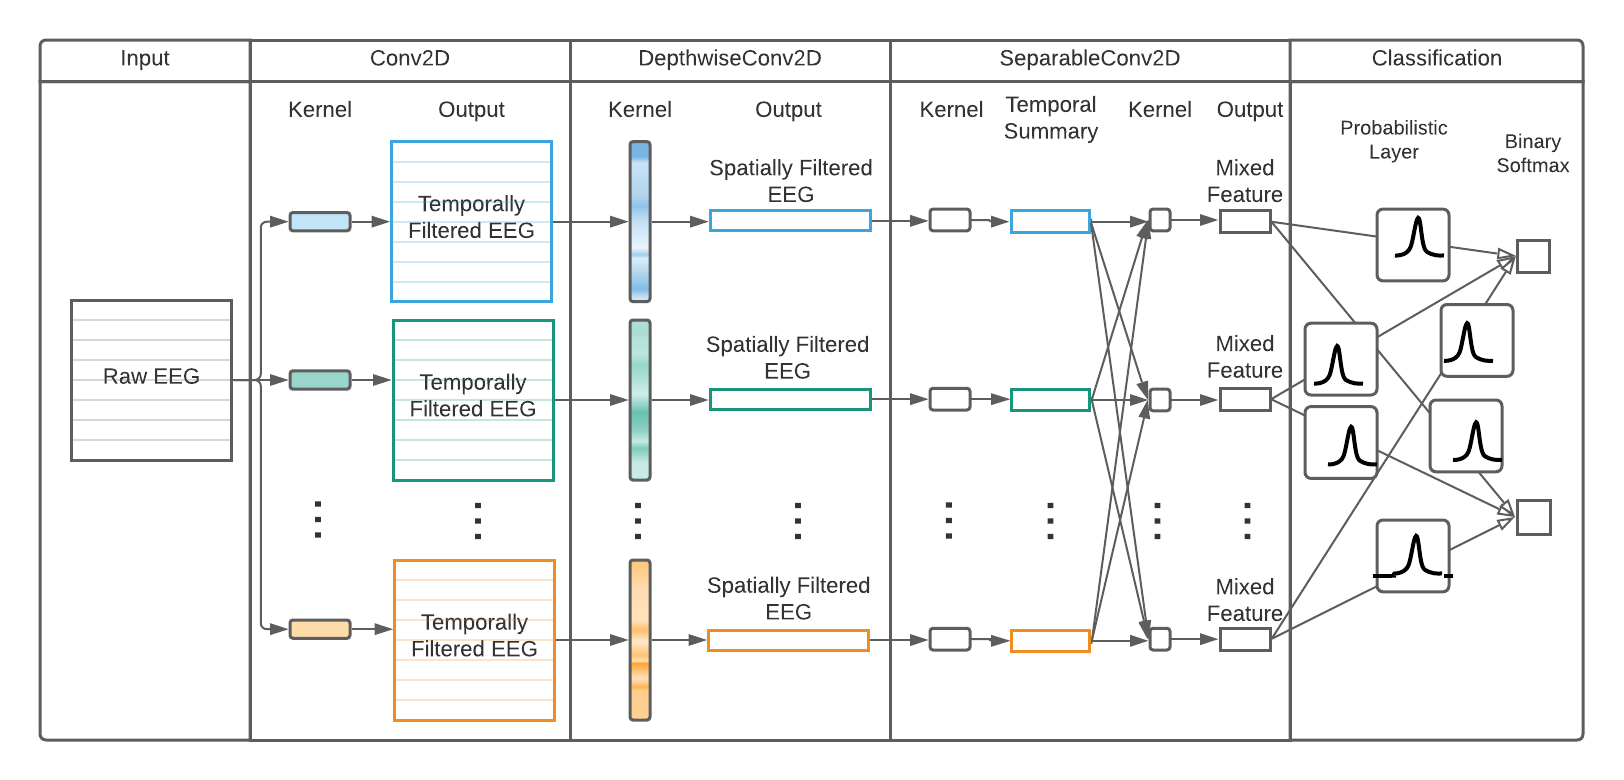 Input
Conv2D
DepthwiseConv2D
SeparableConv2D
Classification
Kernel
Output
Kernel
Output
Kernel
Temporal
Summary
Kernel
Output
Probabilistic
Layer
Binary
Softmax
Temporally
Filtered EEG
Spatially Filtered
EEG
Mixed
Feature
Raw EEG
Temporally
Filtered EEG
Spatially Filtered
EEG
Mixed
Feature
Temporally
Filtered EEG
Spatially Filtered
EEG
Mixed
Feature